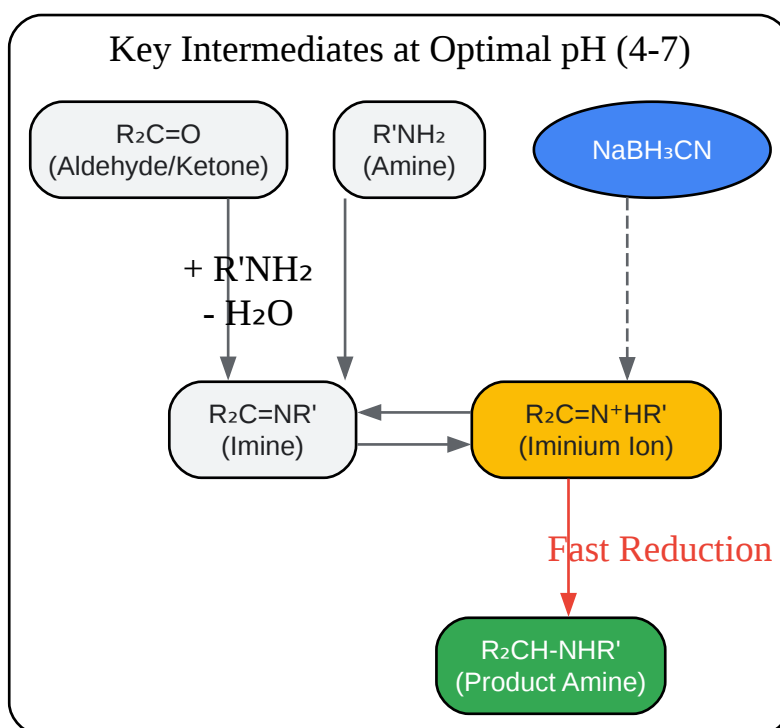 Key Intermediates at Optimal pH (4-7)
R₂C=O
(Aldehyde/Ketone)
R'NH₂
(Amine)
NaBH₃CN
+ R'NH₂
- H₂O
R₂C=NR'
(Imine)
R₂C=N⁺HR'
(Iminium Ion)
Fast Reduction
R₂CH-NHR'
(Product Amine)